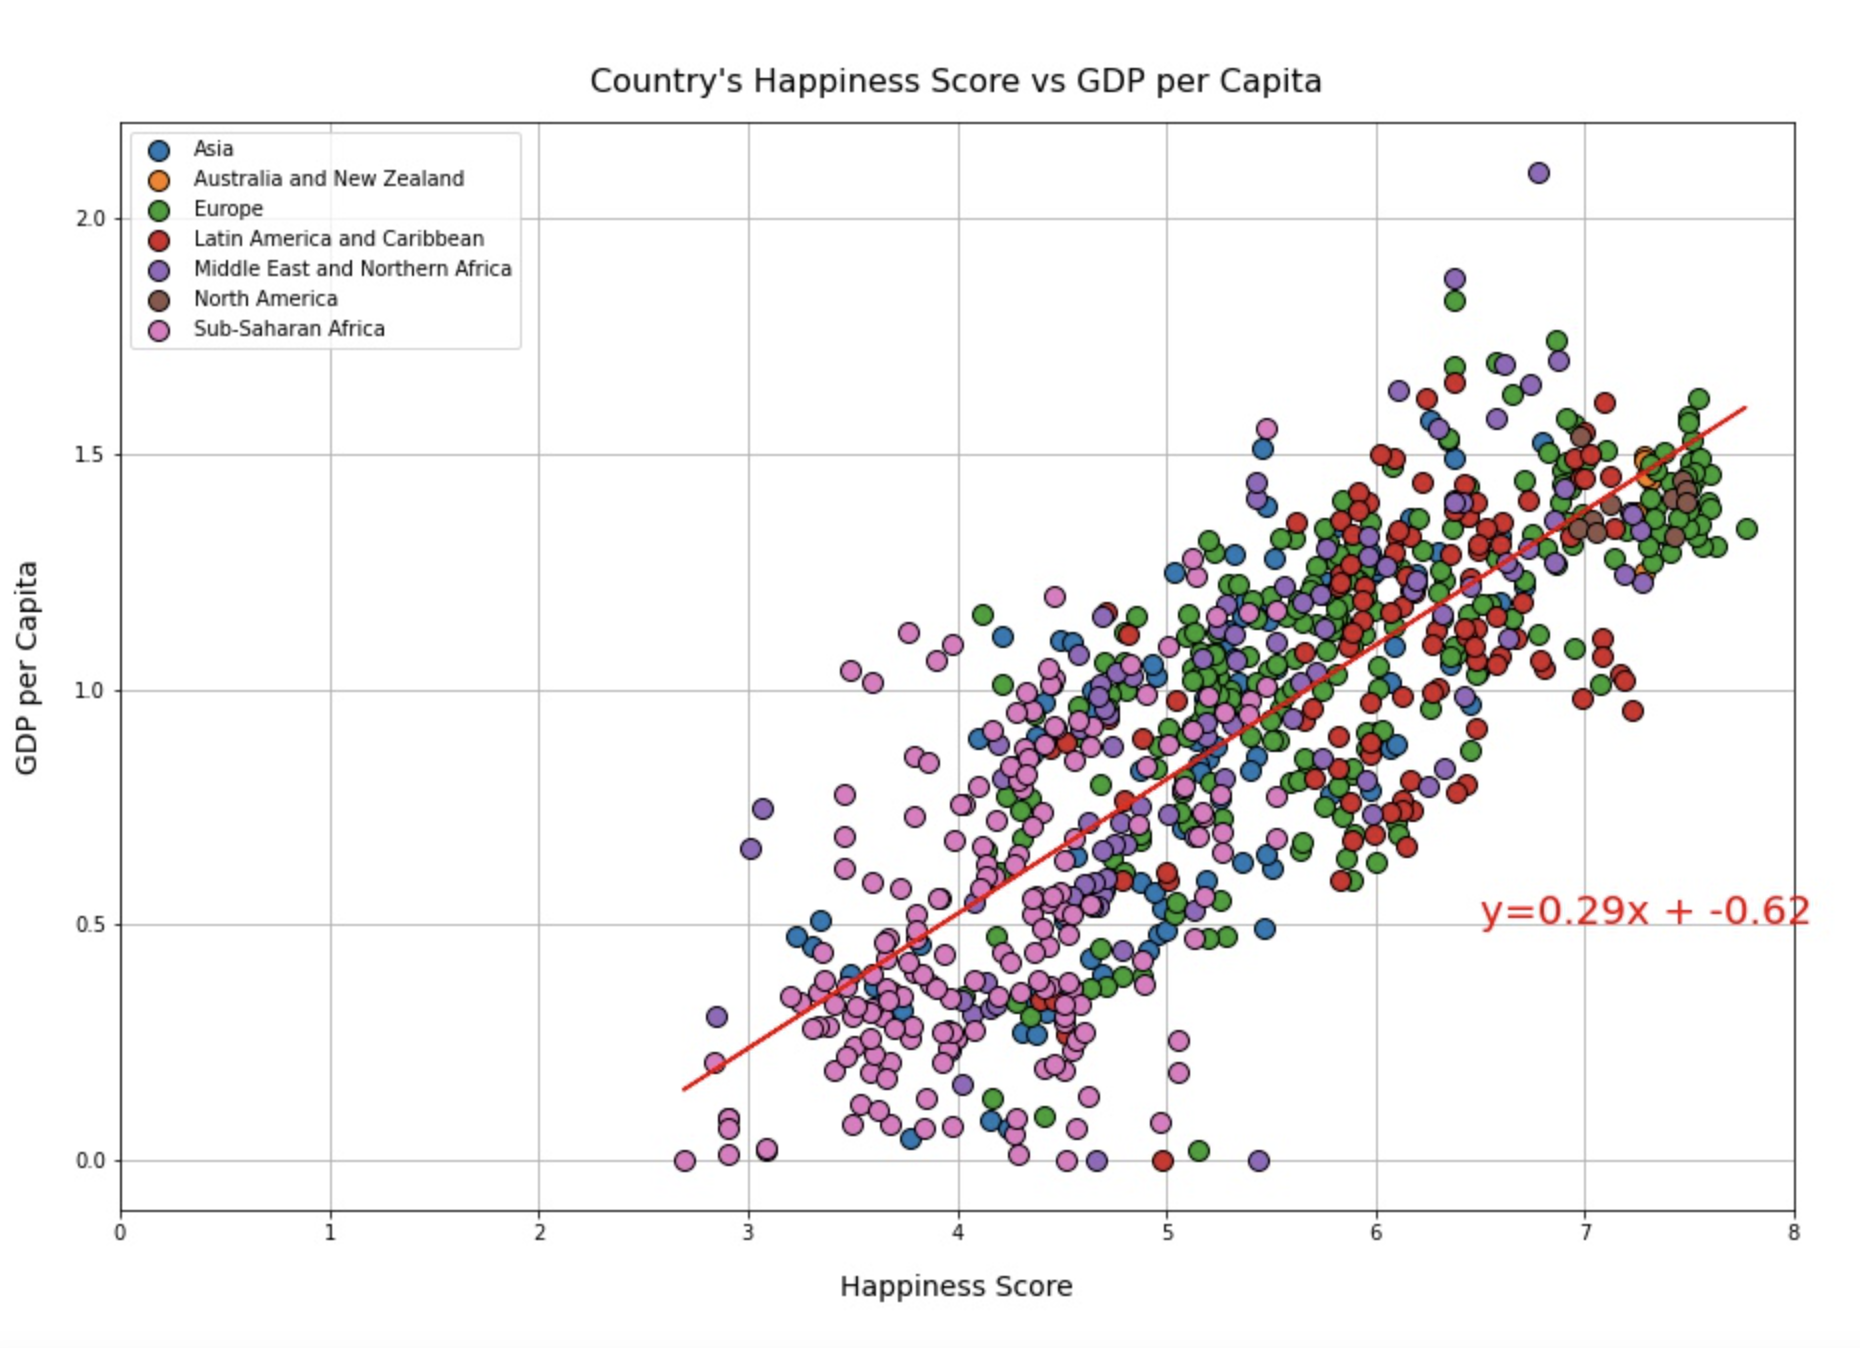 Country's Happiness Score vs GDP per Capita
Asia
Australia and New Zealand
Europe
Latin America and Caribbean
Middle East and Northern Africa
North America
Sub-Saharan Africa
GDP per Capita
2.0
1.5
1.0
0.5
0.0
y=0.29x + -0.62
0 1 2 3 4 5 6 7 8
Happiness Score